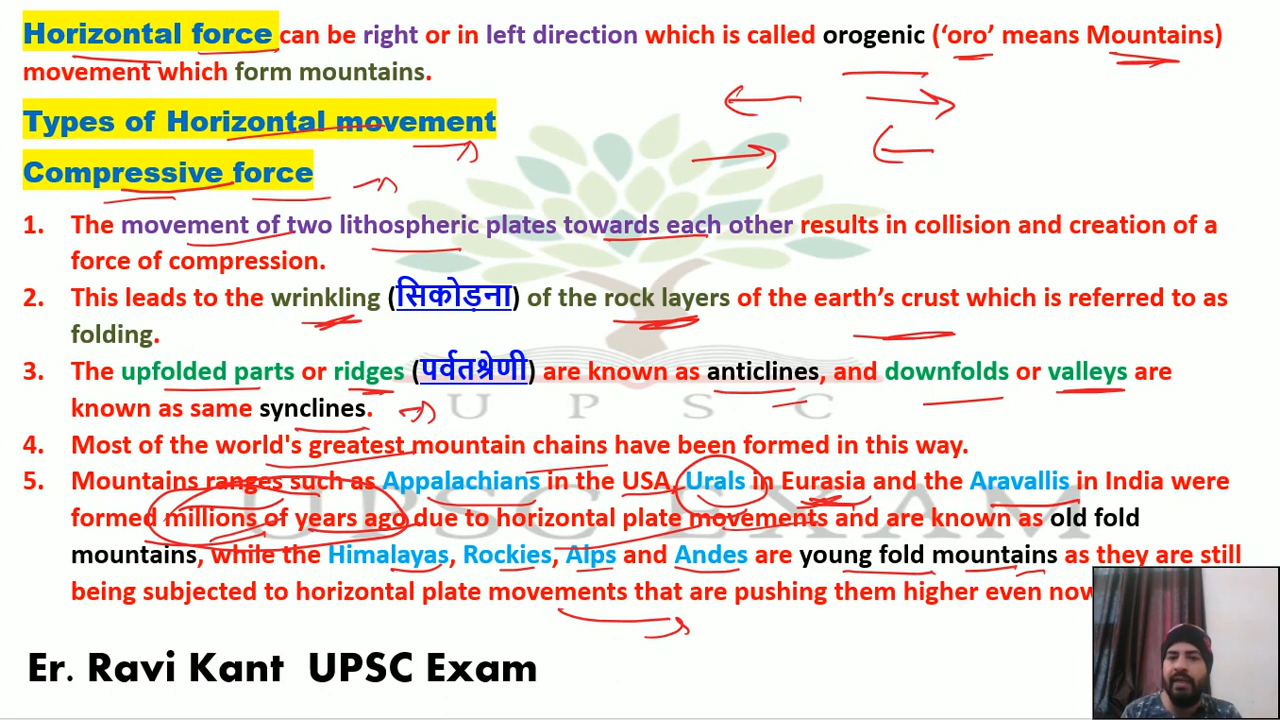 Horizontal force can be right or in left direction which is called orogenic (‘oro’ means Mountains)
movement which form mountains.
Types of Horizontal movement
Compressive force
1. The movement of two lithospheric plates towards each other results in collision and creation of a
force of compression.
2. This leads to the wrinkling (सिकोड़ना) of the rock layers of the earth’s crust which is referred to as
folding.
3. The upfolded parts or ridges (पर्वतश्रेणी) are known as anticlines, and downfolds or valleys are
known as same synclines.
UPSC
4. Most of the world's greatest mountain chains have been formed in this way.
5. Mountains ranges such as Appalachians in the USA, Urals in Eurasia and the Aravallis in India were
formed millions of years ago due to horizontal plate movements and are known as old fold
UPSC EXAM
mountains, while the Himalayas, Rockies, Alps and Andes are young fold mountains as they are still
being subjected to horizontal plate movements that are pushing them higher even now
Er. Ravi Kant UPSC Exam